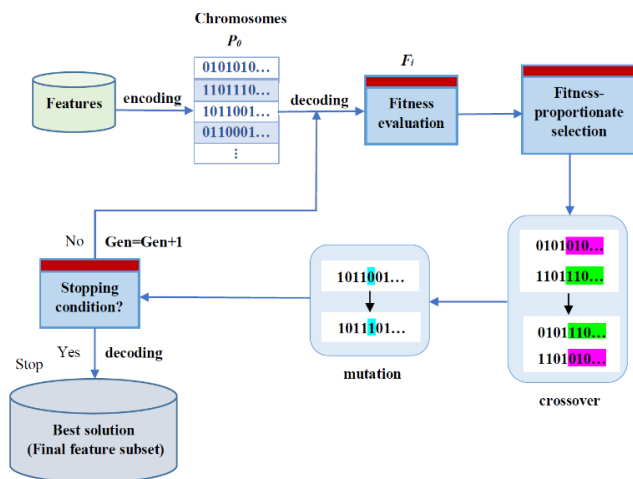 Chromosomes
P0
Fi
0101010…
1101110…
1011001…
0110001…
⋮
Features
encoding
decoding
Fitness
evaluation
Fitness-
proportionate
selection
No
Gen=Gen+1
Stopping
condition?
1011001…
1011101…
mutation
0101010…
1101110…
0101110…
1101010…
crossover
Stop
Yes
decoding
Best solution
(Final feature subset)